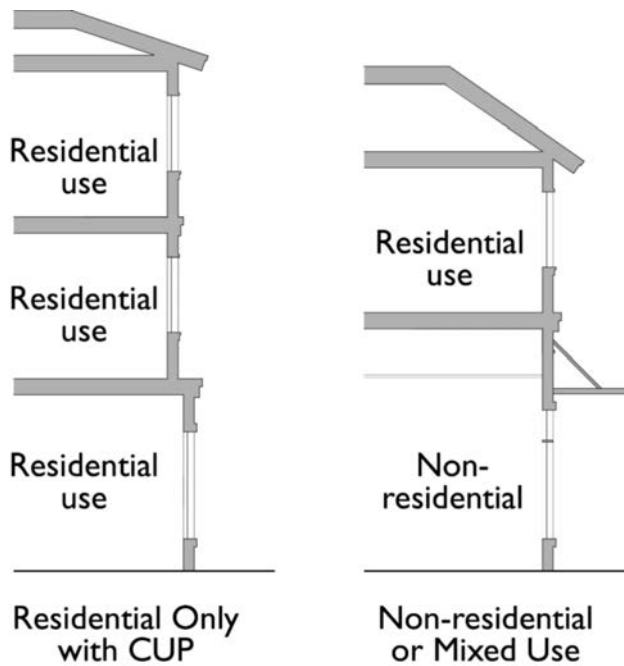 Residential
use
Residential
use
Residential
use
Residential Only
with CUP
Residential
use
Non-
residential
Non-residential
or Mixed Use